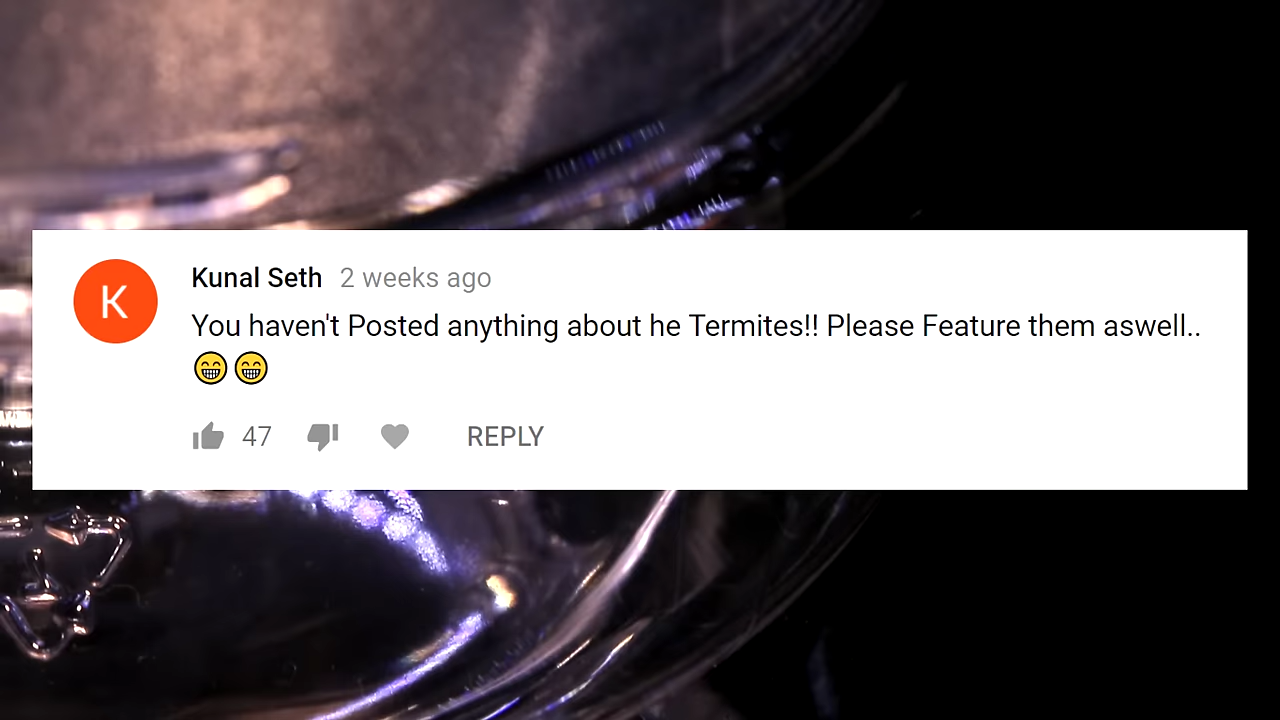 K
Kunal Seth 2 weeks ago
You haven't Posted anything about he Termites!! Please Feature them aswell..
😁😁
47 REPLY